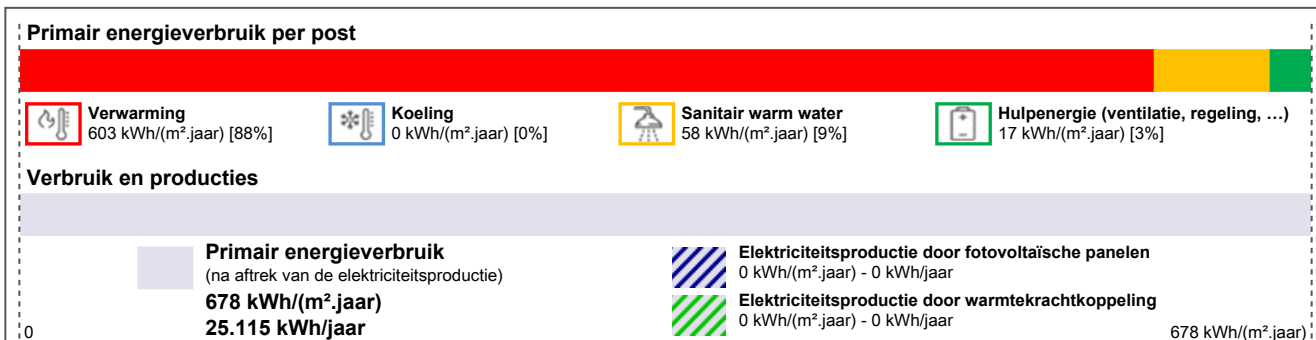 Primair energieverbruik per post
Verwarming
603 kWh/(m².jaar) [88%]
Koeling
0 kWh/(m².jaar) [0%]
Sanitair warm water
58 kWh/(m².jaar) [9%]
Hulpenergie (ventilatie, regeling, …)
17 kWh/(m².jaar) [3%]
Verbruik en producties
Primair energieverbruik
(na aftrek van de elektriciteitsproductie)
678 kWh/(m².jaar)
25.115 kWh/jaar
Elektriciteitsproductie door fotovoltaïsche panelen
0 kWh/(m².jaar) - 0 kWh/jaar
Elektriciteitsproductie door warmtekrachtkoppeling
0 kWh/(m².jaar) - 0 kWh/jaar
0
678 kWh/(m².jaar)